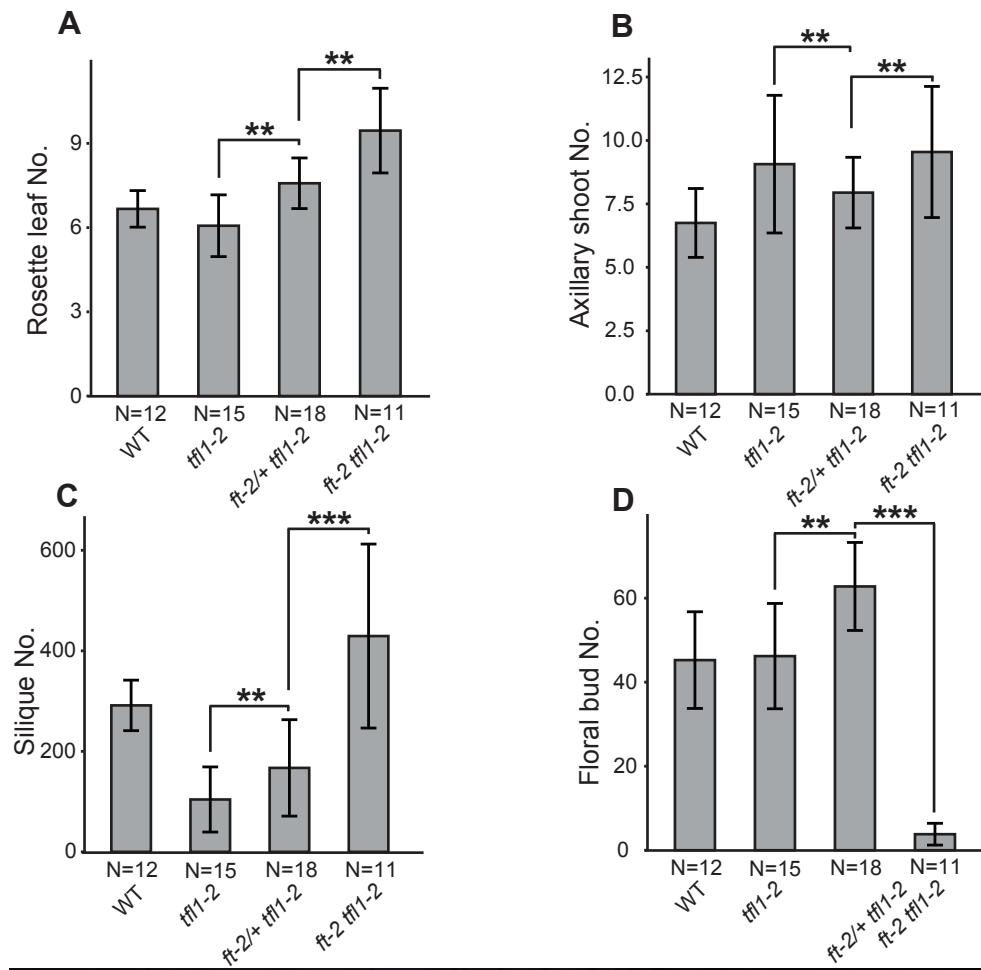 A
Rosette leaf No.
9
6
3
0
**
**
N=12 N=15 N=18 N=11
WT tfl1-2 ft-2/+ tfl1-2 ft-2 tfl1-2
B
Axillary shoot No.
12.5
10.0
7.5
5.0
2.5
0.0
**
**
N=12 N=15 N=18 N=11
WT tfl1-2 ft-2/+ tfl1-2 ft-2 tfl1-2
C
Silique No.
600
400
200
0
**
***
N=12 N=15 N=18 N=11
WT tfl1-2 ft-2/+ tfl1-2 ft-2 tfl1-2
D
Floral bud No.
60
40
20
0
**
***
N=12 N=15 N=18 N=11
WT tfl1-2 ft-2/+ tfl1-2 ft-2 tfl1-2